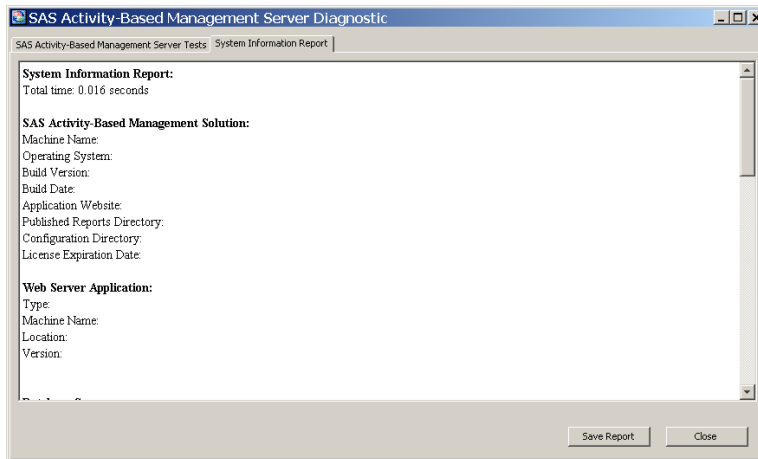 SAS Activity-Based Management Server Diagnostic
SAS Activity-Based Management Server Tests
System Information Report
System Information Report:
Total time: 0.016 seconds
SAS Activity-Based Management Solution:
Machine Name:
Operating System:
Build Version:
Build Date:
Application Website:
Published Reports Directory:
Configuration Directory:
License Expiration Date:
Web Server Application:
Type:
Machine Name:
Location:
Version:
Save Report
Close